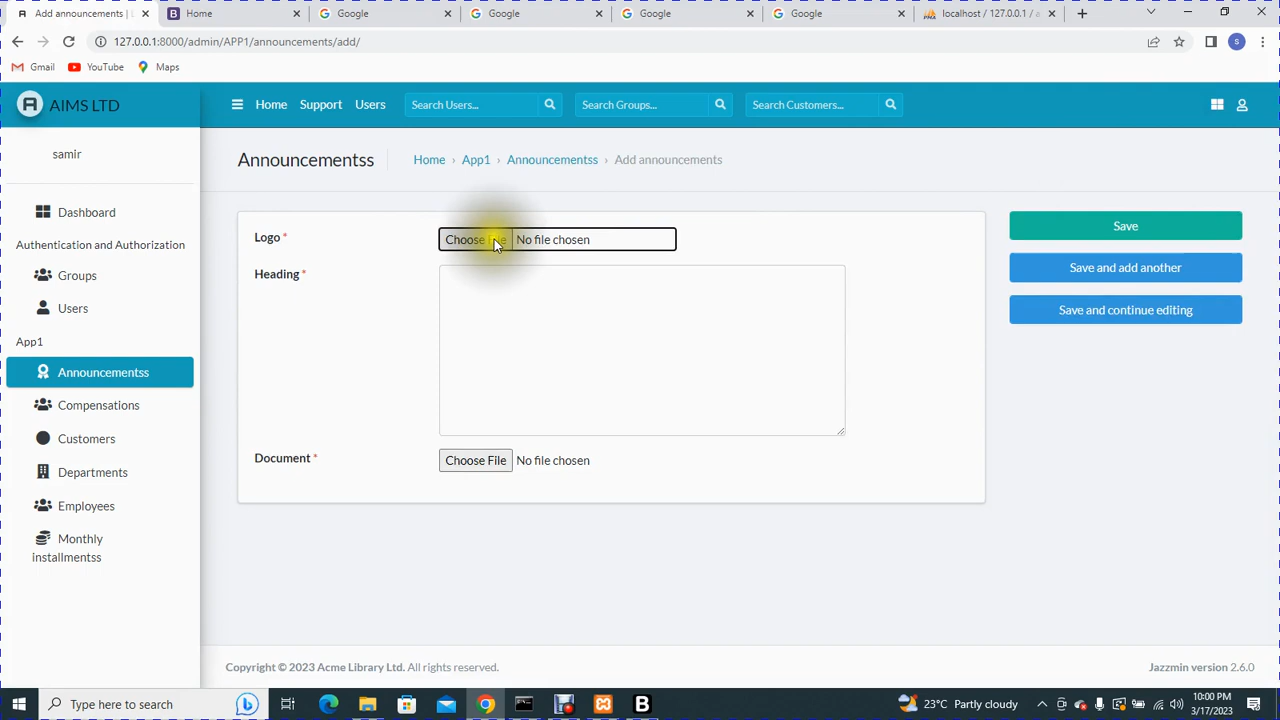 Add announcements |
Home
Google
Google
Google
Google
localhost / 127.0.0.1 / e
127.0.0.1:8000/admin/APP1/announcements/add/
S
Gmail YouTube Maps
AIMS LTD
Home Support Users Search Users... Search Groups... Search Customers...
samir
Announcementss
Home › App1 › Announcementss › Add announcements
Dashboard
Authentication and Authorization
Groups
Users
App1
Announcementss
Compensations
Customers
Departments
Employees
Monthly
installmentss
Logo * Choose File No file chosen
Heading *
Document * Choose File No file chosen
Save
Save and add another
Save and continue editing
Copyright © 2023 Acme Library Ltd. All rights reserved.
Jazzmin version 2.6.0
Type here to search
23°C Partly cloudy
10:00 PM
3/17/2023